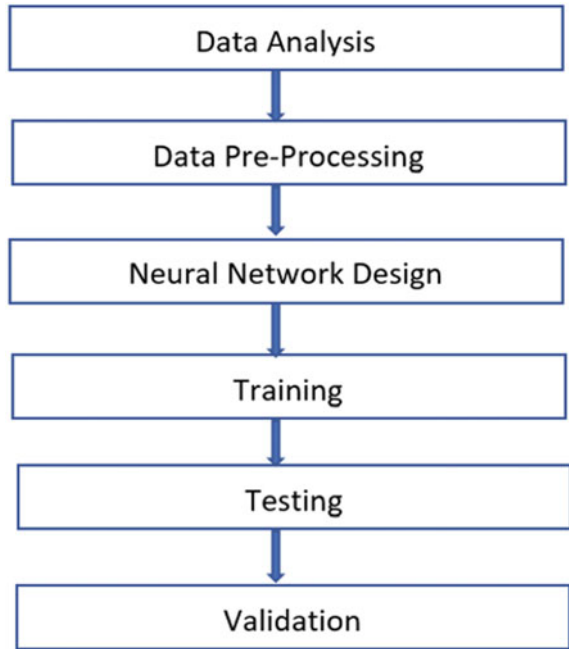 Data Analysis
Data Pre-Processing
Neural Network Design
Training
Testing
Validation